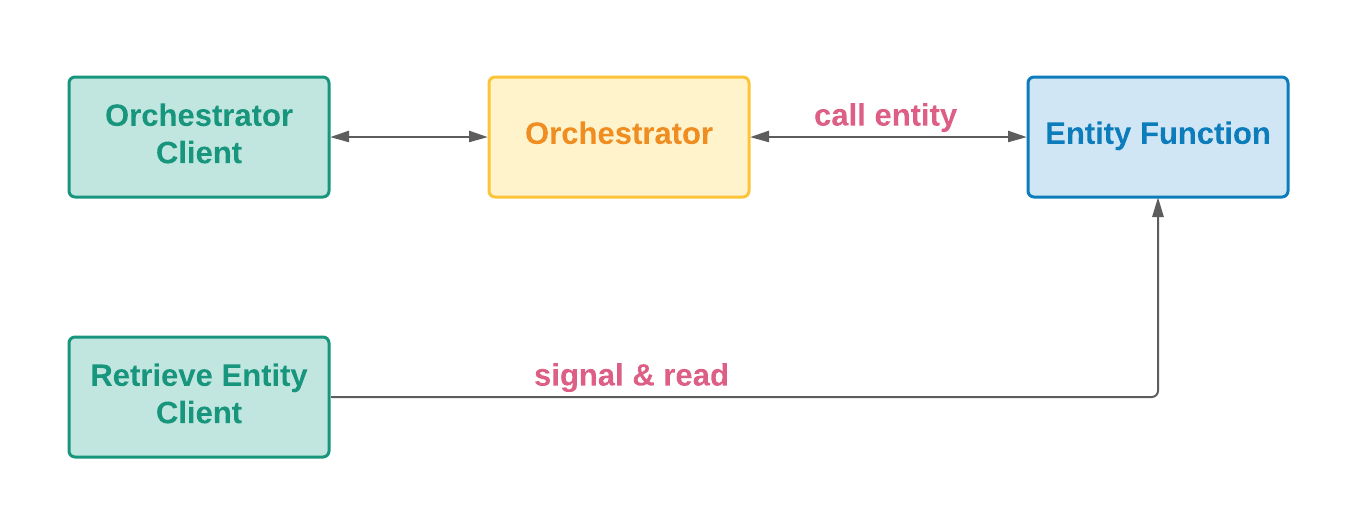 Orchestrator
Client
Orchestrator
call entity
Entity Function
Retrieve Entity
Client
signal & read